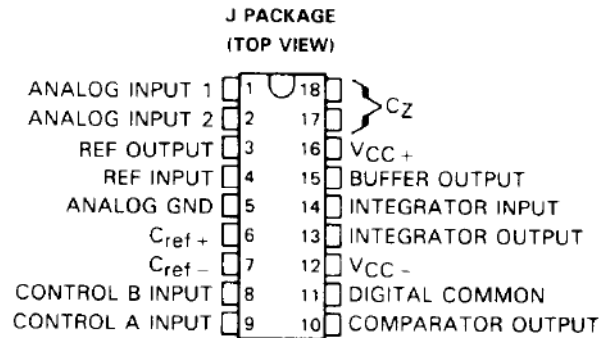 J PACKAGE
(TOP VIEW)
ANALOG INPUT 1 1 18 CZ
ANALOG INPUT 2 2 17
REF OUTPUT 3 16 VCC +
REF INPUT 4 15 BUFFER OUTPUT
ANALOG GND 5 14 INTEGRATOR INPUT
Cref + 6 13 INTEGRATOR OUTPUT
Cref − 7 12 VCC −
CONTROL B INPUT 8 11 DIGITAL COMMON
CONTROL A INPUT 9 10 COMPARATOR OUTPUT